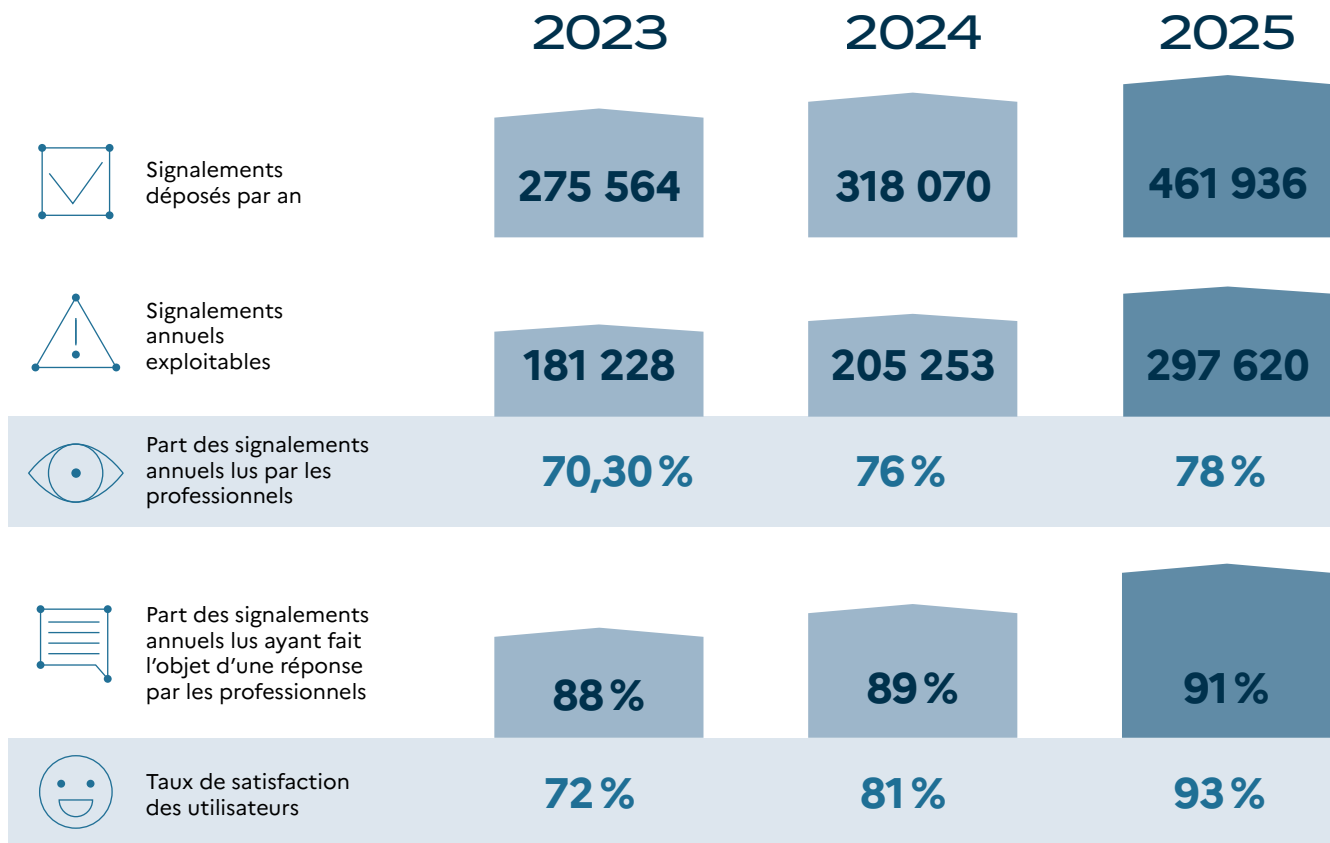 2023 2024 2025
Signalements
déposés par an
275 564 318 070 461 936
Signalements
annuels
exploitables
181 228 205 253 297 620
Part des signalements
annuels lus par les
professionnels
70,30 % 76 % 78 %
Part des signalements
annuels lus ayant fait
l’objet d’une réponse
par les professionnels
88 % 89 % 91 %
Taux de satisfaction
des utilisateurs
72 % 81 % 93 %